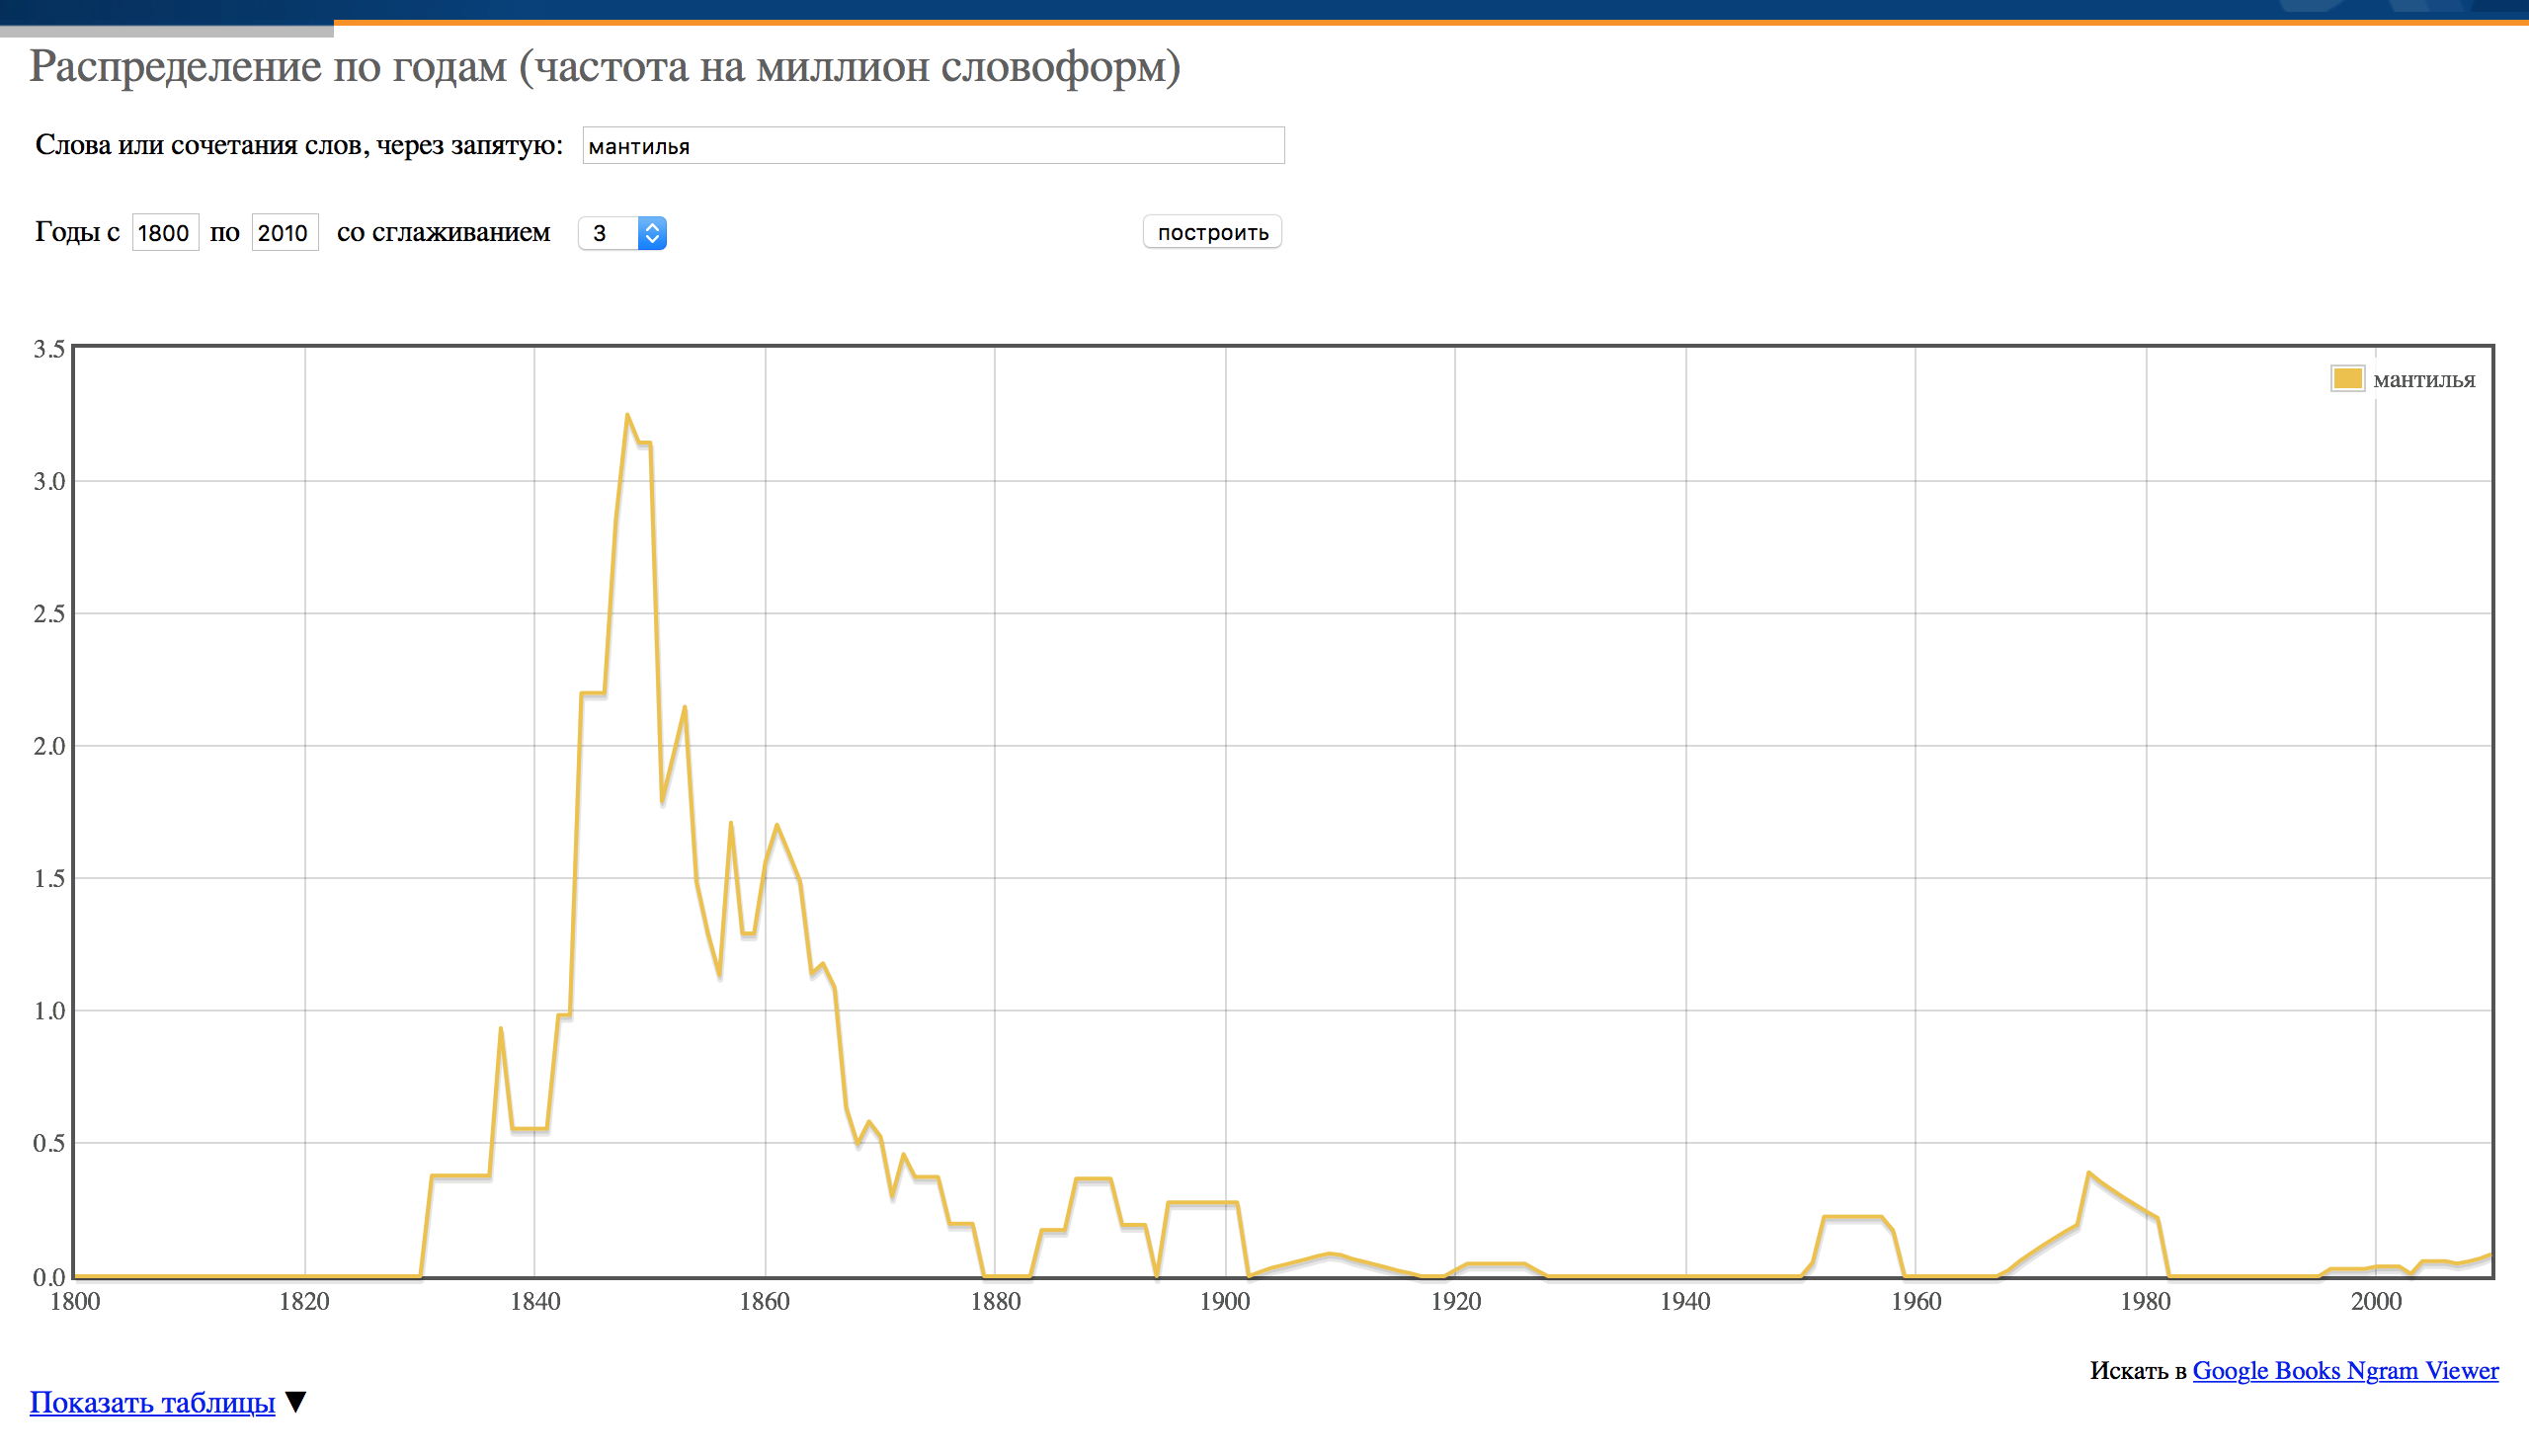 Распределение по годам (частота на миллион словоформ)
Слова или сочетания слов, через запятую: мантилья
Годы с 1800 по 2010 со сглаживанием 3 построить
3.5
мантилья
3.0
2.5
2.0
1.5
1.0
0.5
0.0
1800 1820 1840 1860 1880 1900 1920 1940 1960 1980 2000
Искать в Google Books Ngram Viewer
Показать таблицы ▼